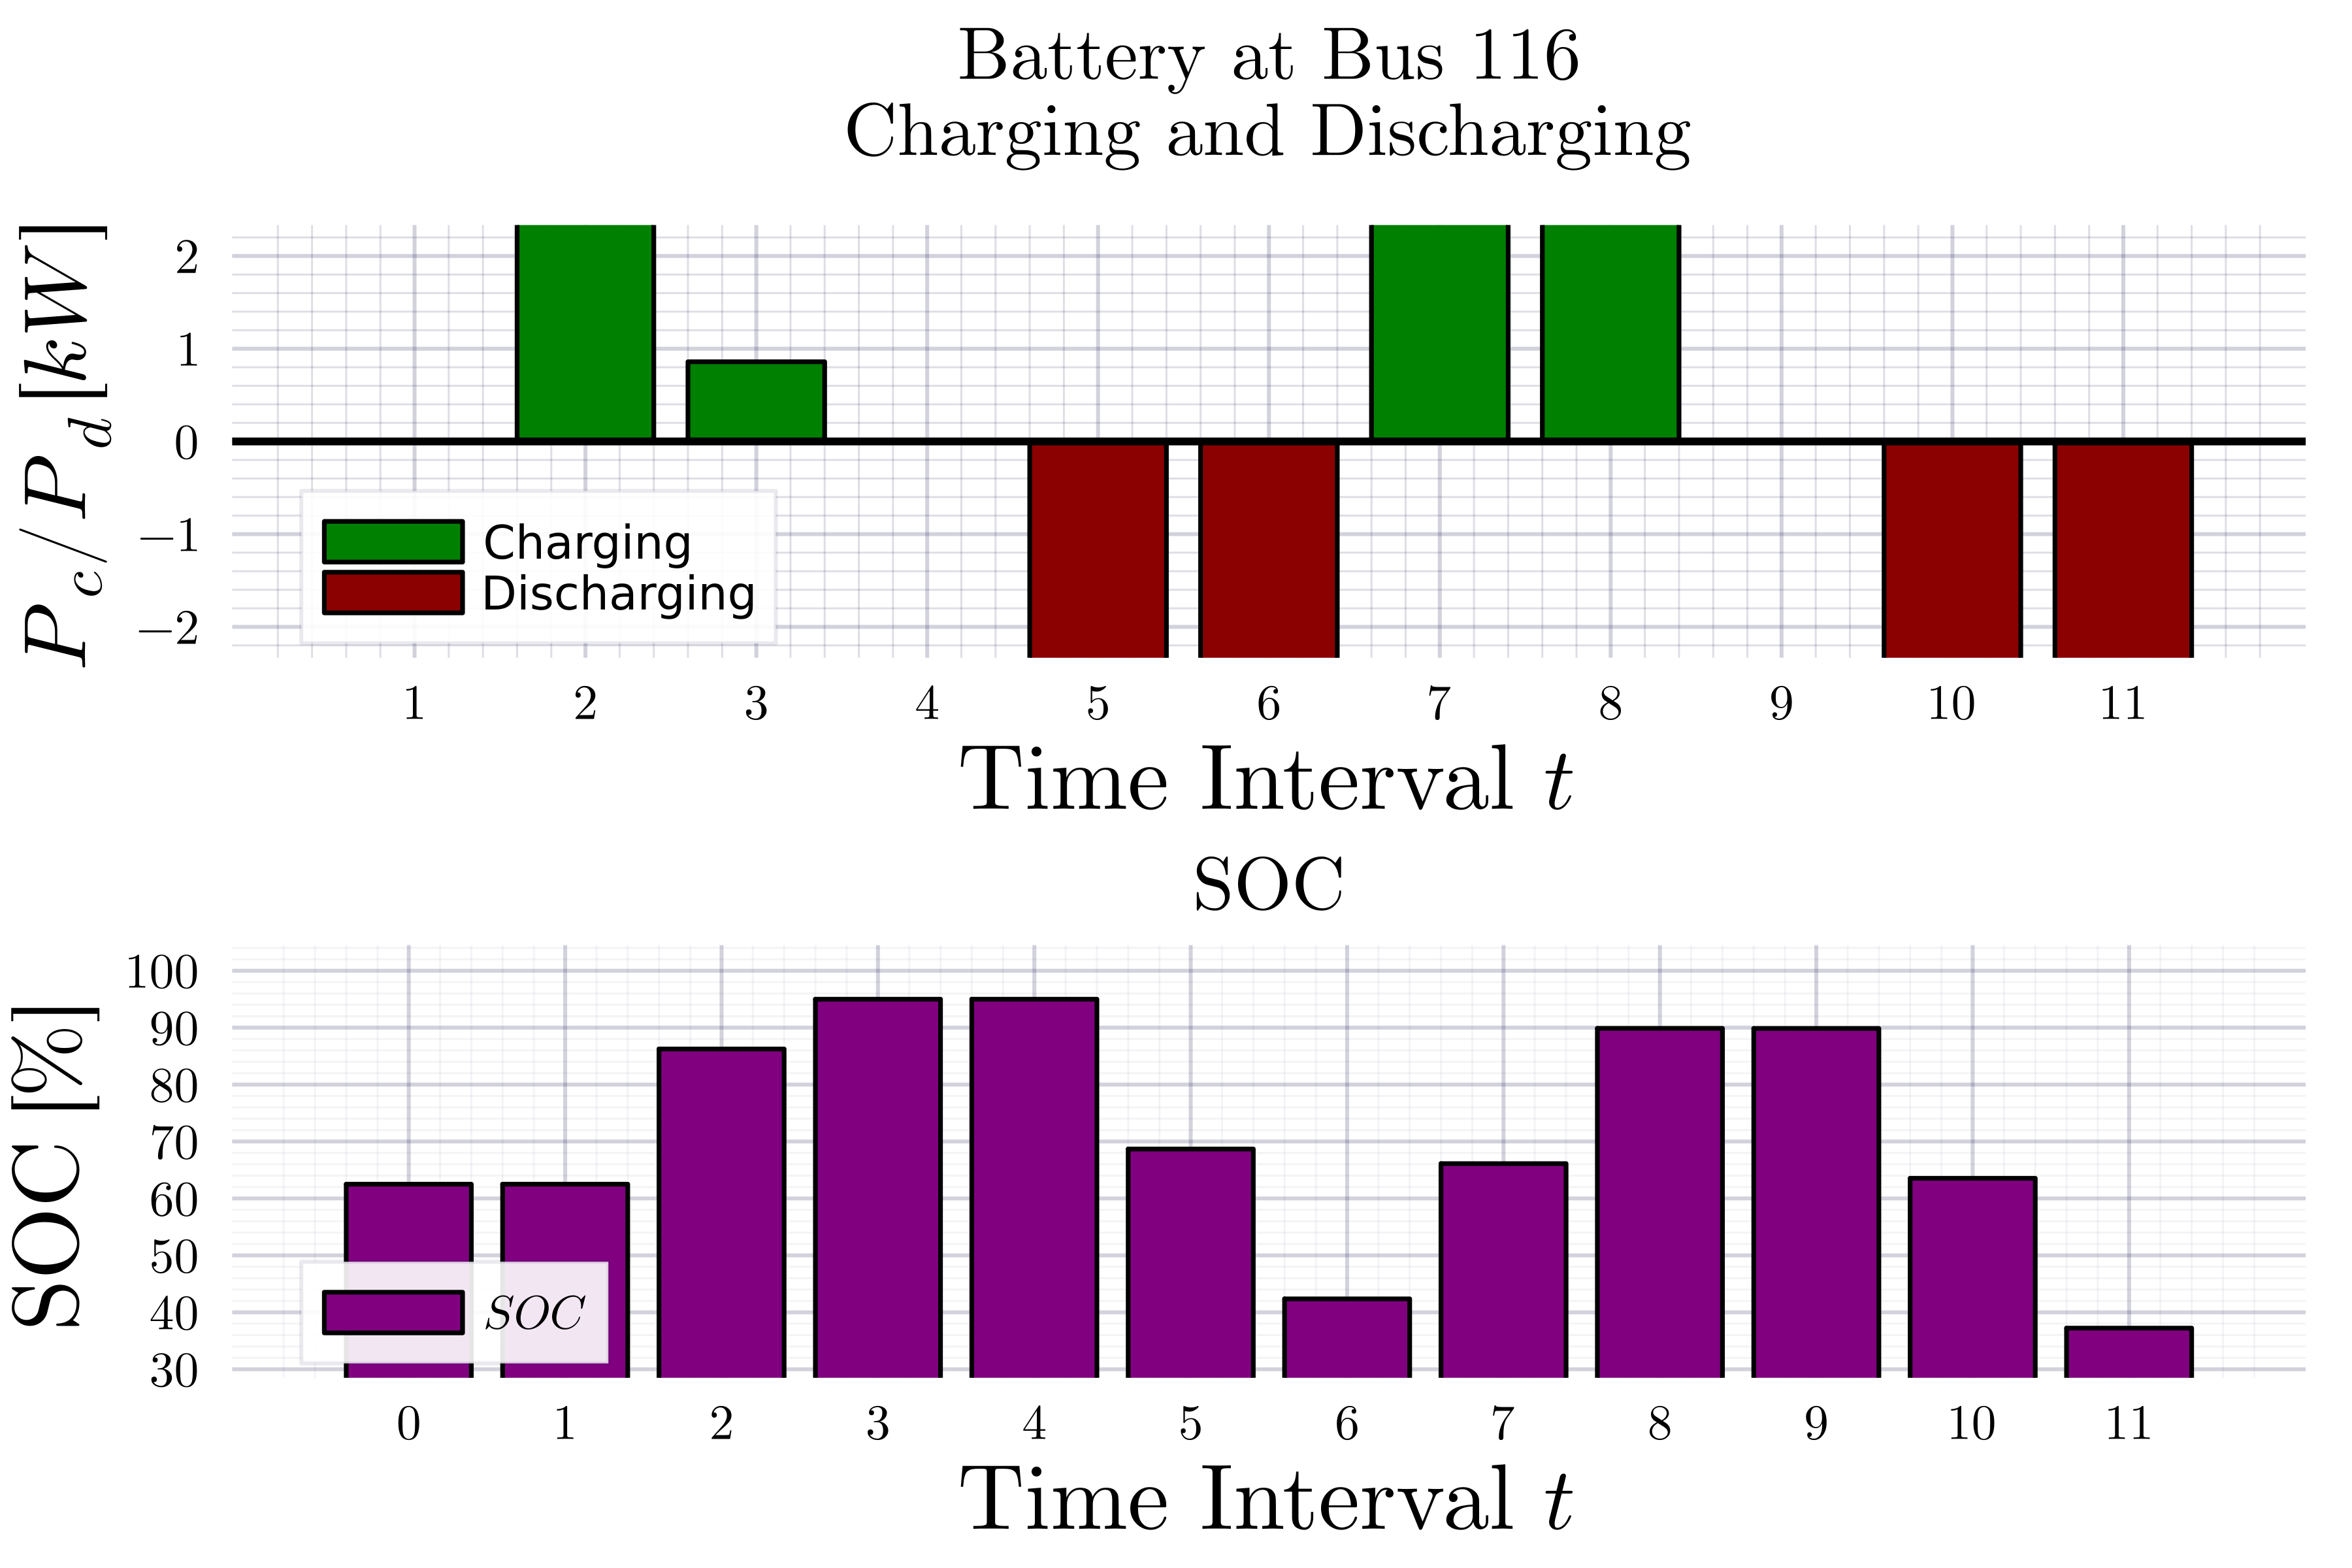 Battery at Bus 116
Charging and Discharging
P_c/P_d [kW]
2
1
0
−1
−2
Charging
Discharging
1 2 3 4 5 6 7 8 9 10 11
Time Interval t
SOC
SOC [%]
100
90
80
70
60
50
40
30
SOC
0 1 2 3 4 5 6 7 8 9 10 11
Time Interval t